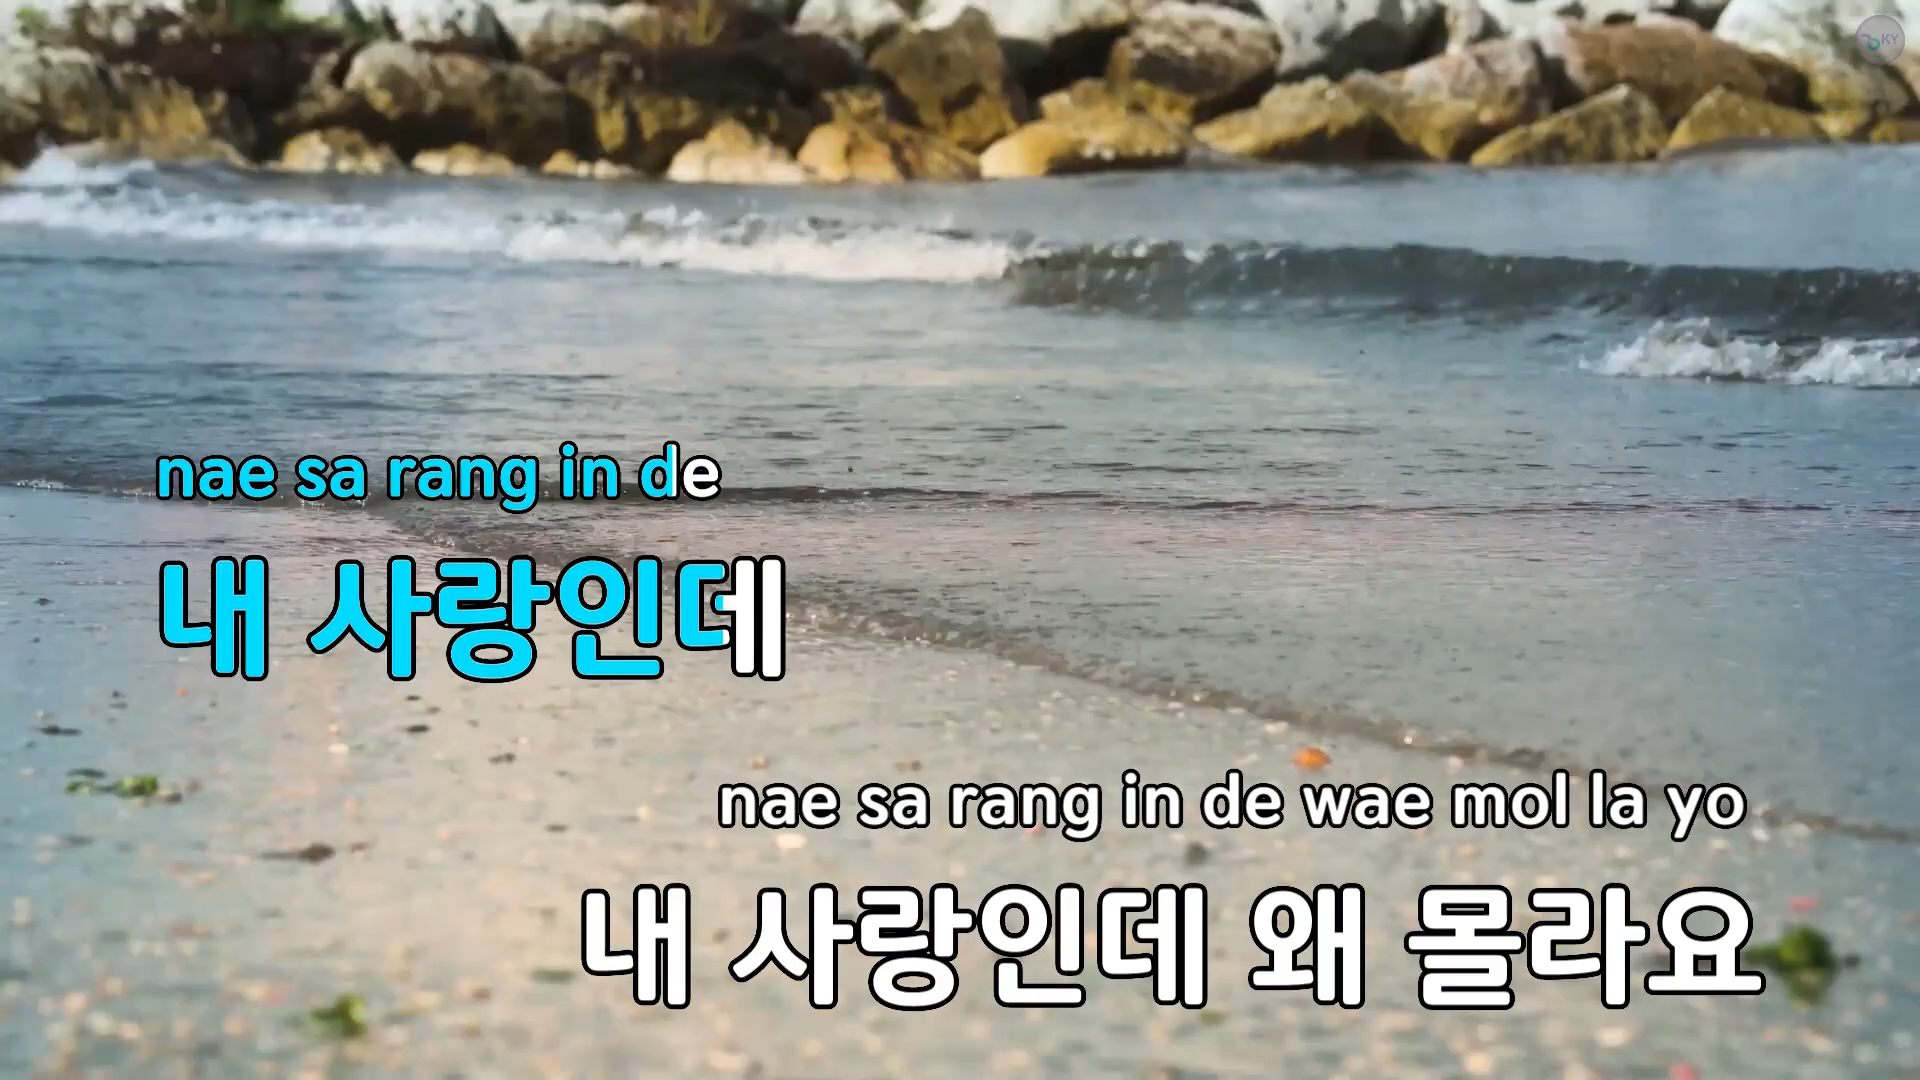 KY
nae sa rang in de
내 사랑인데
nae sa rang in de wae mol la yo
내 사랑인데 왜 몰라요